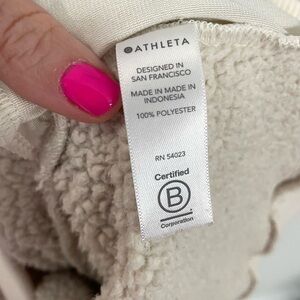 ATHLETA
DESIGNED IN
SAN FRANCISCO
MADE IN MADE IN
INDONESIA
100% POLYESTER
RN 54023
Certified
B
Corporation